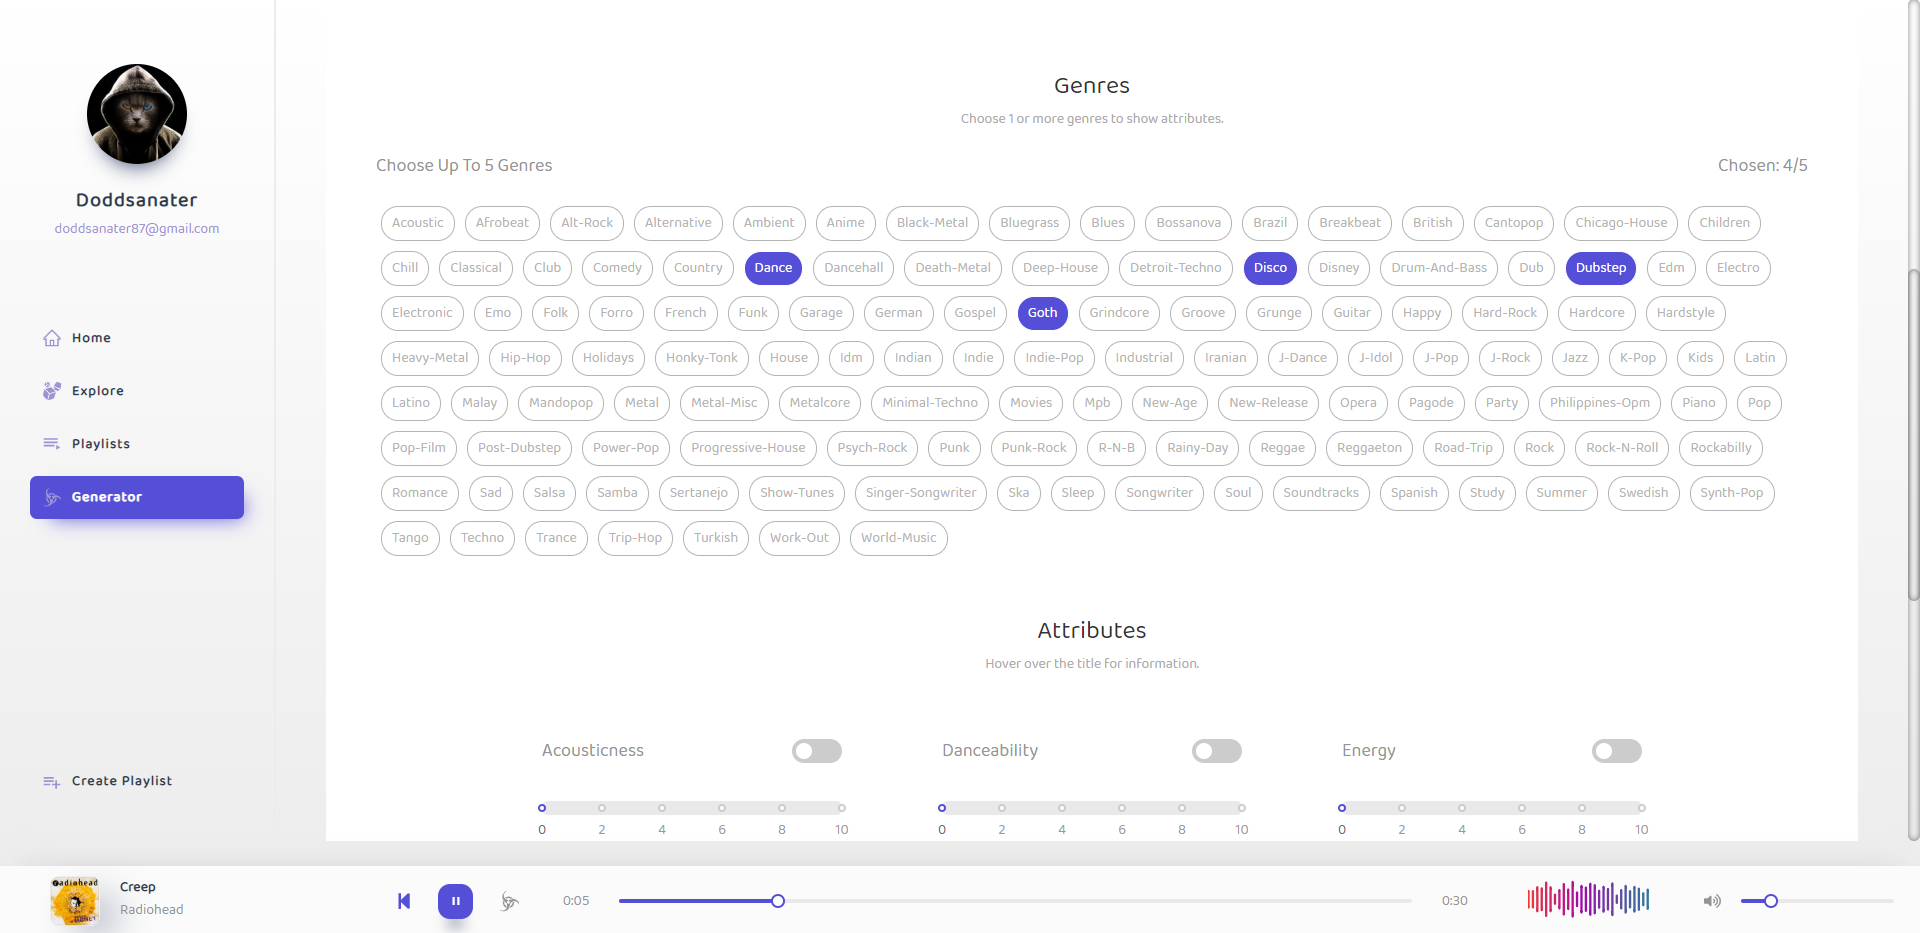 Doddsanater
doddsanater87@gmail.com
Home
Explore
Playlists
Generator
Create Playlist
Genres
Choose 1 or more genres to show attributes.
Choose Up To 5 Genres
Chosen: 4/5
Acoustic Afrobeat Alt-Rock Alternative Ambient Anime Black-Metal Bluegrass Blues Bossanova Brazil Breakbeat British Cantopop Chicago-House Children
Chill Classical Club Comedy Country Dance Dancehall Death-Metal Deep-House Detroit-Techno Disco Disney Drum-And-Bass Dub Dubstep Edm Electro
Electronic Emo Folk Forro French Funk Garage German Gospel Goth Grindcore Groove Grunge Guitar Happy Hard-Rock Hardcore Hardstyle
Heavy-Metal Hip-Hop Holidays Honky-Tonk House Idm Indian Indie Indie-Pop Industrial Iranian J-Dance J-Idol J-Pop J-Rock Jazz K-Pop Kids Latin
Latino Malay Mandopop Metal Metal-Misc Metalcore Minimal-Techno Movies Mpb New-Age New-Release Opera Pagode Party Philippines-Opm Piano Pop
Pop-Film Post-Dubstep Power-Pop Progressive-House Psych-Rock Punk Punk-Rock R-N-B Rainy-Day Reggae Reggaeton Road-Trip Rock Rock-N-Roll Rockabilly
Romance Sad Salsa Samba Sertanejo Show-Tunes Singer-Songwriter Ska Sleep Songwriter Soul Soundtracks Spanish Study Summer Swedish Synth-Pop
Tango Techno Trance Trip-Hop Turkish Work-Out World-Music
Attributes
Hover over the title for information.
Acousticness
0 2 4 6 8 10
Danceability
0 2 4 6 8 10
Energy
0 2 4 6 8 10
Radiohead
Creep
Radiohead
0:05
0:30